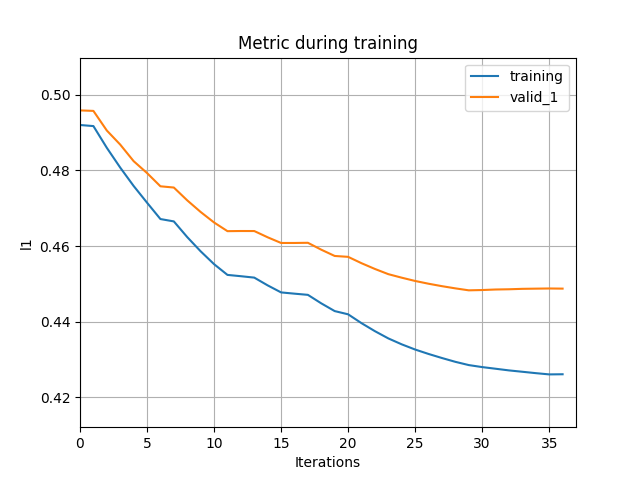 Metric during training
training
valid_1
0.50
0.48
0.46
0.44
0.42
l1
0 5 10 15 20 25 30 35
Iterations